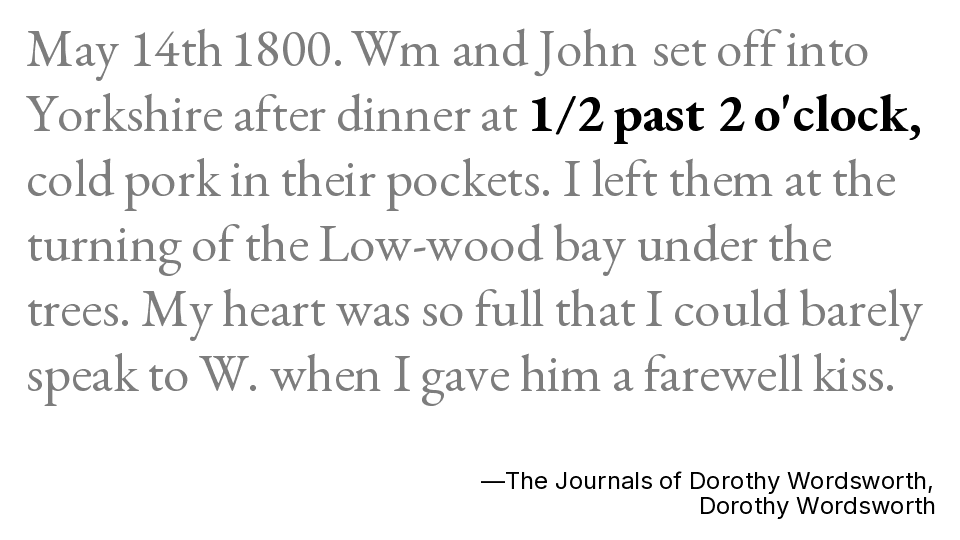 May 14th 1800. Wm and John set off into
Yorkshire after dinner at 1/2 past 2 o'clock,
cold pork in their pockets. I left them at the
turning of the Low-wood bay under the
trees. My heart was so full that I could barely
speak to W. when I gave him a farewell kiss.
—The Journals of Dorothy Wordsworth,
Dorothy Wordsworth